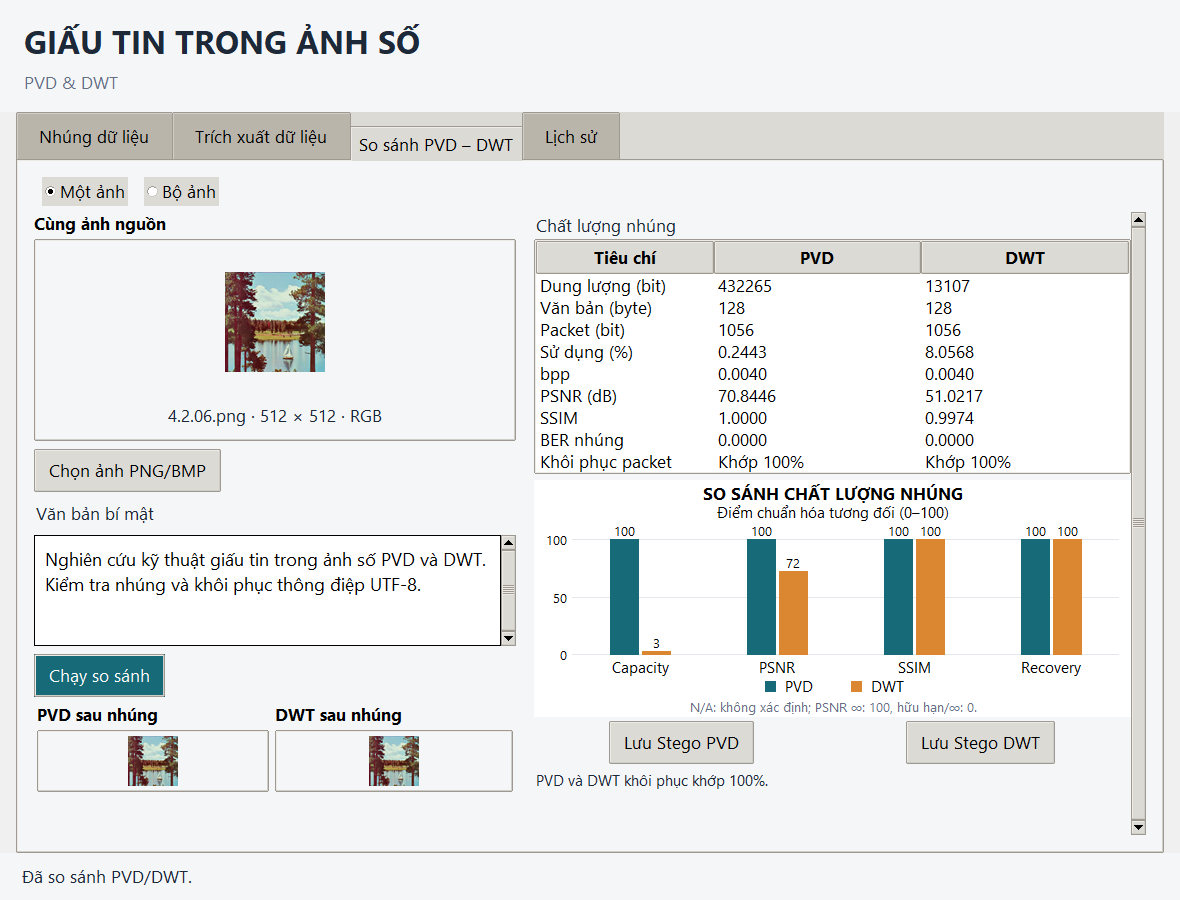 GIẤU TIN TRONG ẢNH SỐ
PVD & DWT
Nhúng dữ liệu
Trích xuất dữ liệu
So sánh PVD – DWT
Lịch sử
Một ảnh
Bộ ảnh
Cùng ảnh nguồn
4.2.06.png · 512 × 512 · RGB
Chọn ảnh PNG/BMP
Văn bản bí mật
Nghiên cứu kỹ thuật giấu tin trong ảnh số PVD và DWT.
Kiểm tra nhúng và khôi phục thông điệp UTF-8.
Chạy so sánh
PVD sau nhúng
DWT sau nhúng
Chất lượng nhúng
Tiêu chí PVD DWT
Dung lượng (bit) 432265 13107
Văn bản (byte) 128 128
Packet (bit) 1056 1056
Sử dụng (%) 0.2443 8.0568
bpp 0.0040 0.0040
PSNR (dB) 70.8446 51.0217
SSIM 1.0000 0.9974
BER nhúng 0.0000 0.0000
Khôi phục packet Khớp 100% Khớp 100%
SO SÁNH CHẤT LƯỢNG NHÚNG
Điểm chuẩn hóa tương đối (0–100)
100 100 100 100 100 100
100
72
50
3
0
Capacity PSNR SSIM Recovery
PVD DWT
N/A: không xác định; PSNR ∞: 100, hữu hạn/∞: 0.
Lưu Stego PVD
Lưu Stego DWT
PVD và DWT khôi phục khớp 100%.
Đã so sánh PVD/DWT.